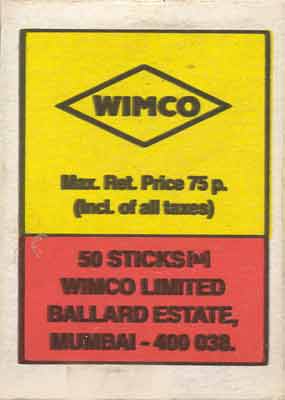 WIMCO
Max. Ret. Price 75 p.
(Incl. of all taxes)
50 STICKS [M]
WIMCO LIMITED
BALLARD ESTATE,
MUMBAI - 400 038.